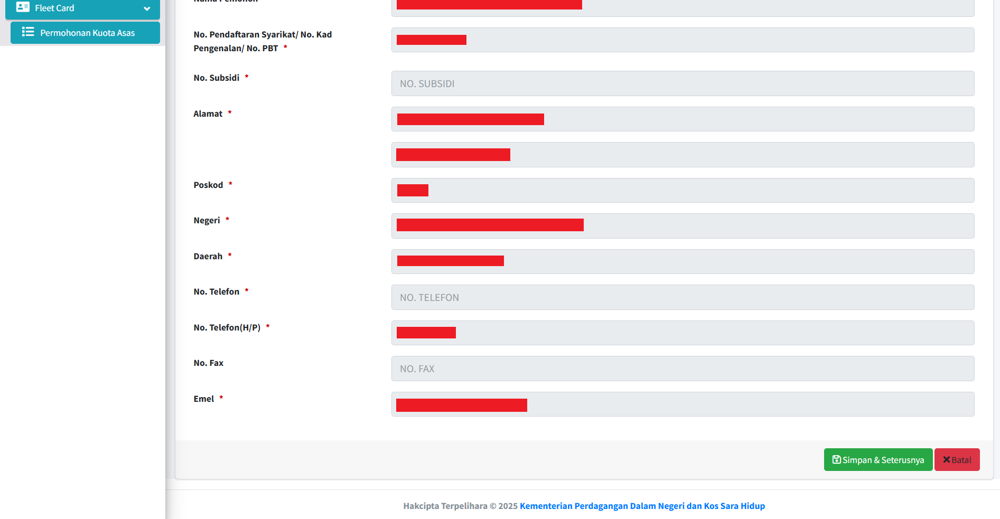 Fleet Card
Permohonan Kuota Asas
Nama Pemohon
No. Pendaftaran Syarikat/ No. Kad
Pengenalan/ No. PBT *
No. Subsidi *
NO. SUBSIDI
Alamat *
Poskod *
Negeri *
Daerah *
No. Telefon *
NO. TELEFON
No. Telefon(H/P) *
No. Fax
NO. FAX
Emel *
Simpan & Seterusnya
Batal
Hakcipta Terpelihara © 2025 Kementerian Perdagangan Dalam Negeri dan Kos Sara Hidup